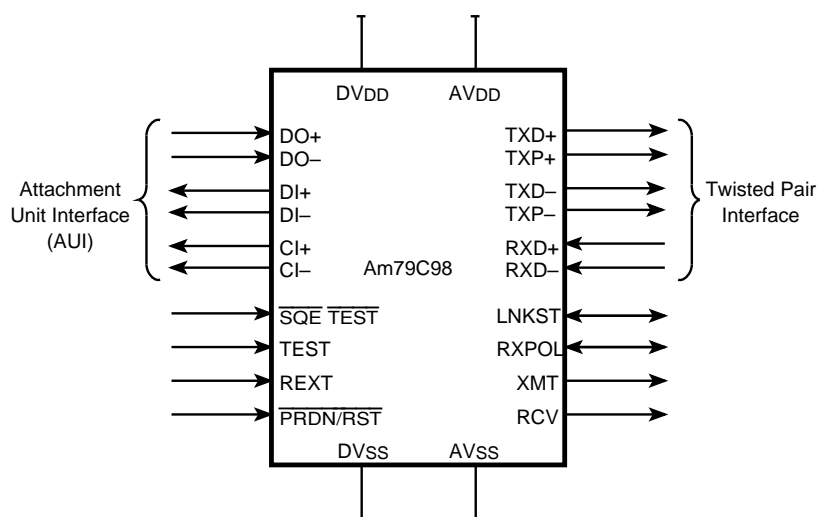 DVDD
AVDD
DO+
DO–
DI+
DI–
CI+
CI–
SQE TEST
TEST
REXT
PRDN/RST
Attachment
Unit Interface
(AUI)
Am79C98
TXD+
TXP+
TXD–
TXP–
RXD+
RXD–
LNKST
RXPOL
XMT
RCV
Twisted Pair
Interface
DVSS
AVSS